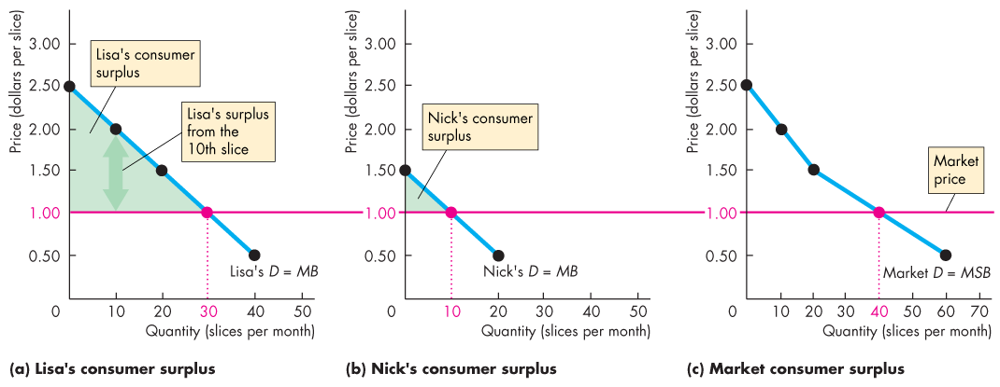 Price (dollars per slice)
3.00
2.50
2.00
1.50
1.00
0.50
0
10
20
30
40
50
Quantity (slices per month)
Lisa's consumer
surplus
Lisa's surplus
from the
10th slice
Lisa's D = MB
(a) Lisa's consumer surplus
Price (dollars per slice)
3.00
2.50
2.00
1.50
1.00
0.50
0
10
20
30
40
50
Quantity (slices per month)
Nick's consumer
surplus
Nick's D = MB
(b) Nick's consumer surplus
Price (dollars per slice)
3.00
2.50
2.00
1.50
1.00
0.50
0
10
20
30
40
50
60
70
Quantity (slices per month)
Market
price
Market D = MSB
(c) Market consumer surplus